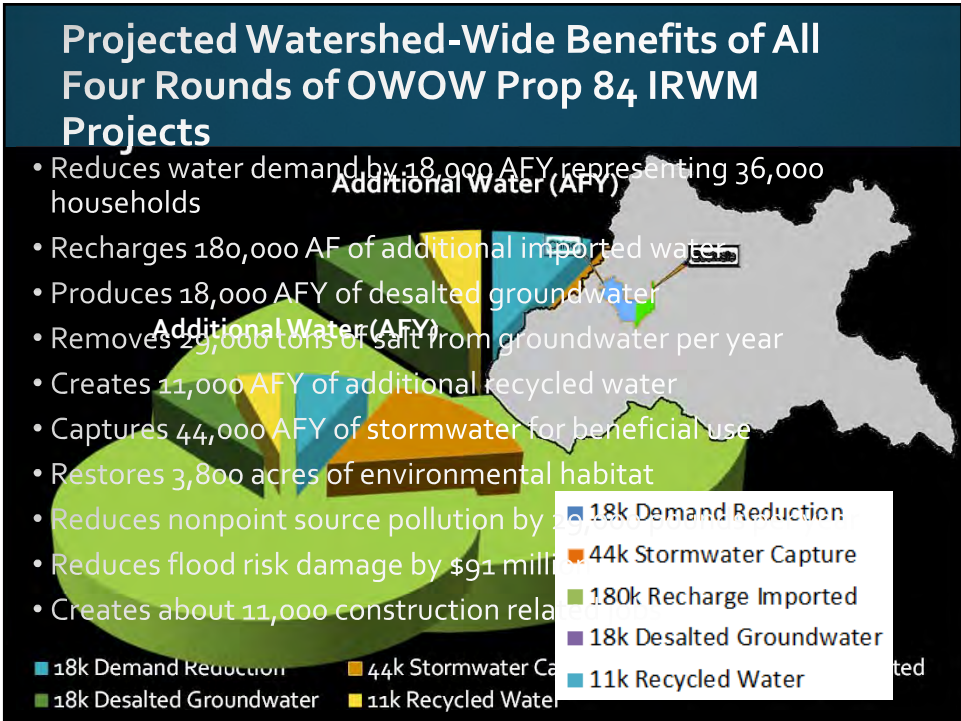 Projected Watershed-Wide Benefits of All
Four Rounds of OWOW Prop 84 IRWM
Projects
• Reduces water demand by 18,000 AFY representing 36,000
households
Additional Water (AFY)
• Recharges 180,000 AF of additional imported water
• Produces 18,000 AFY of desalted groundwater
Additional Water (AFY)
• Removes 29,000 tons of salt from groundwater per year
• Creates 11,000 AFY of additional recycled water
• Captures 44,000 AFY of stormwater for beneficial use
• Restores 3,800 acres of environmental habitat
• Reduces nonpoint source pollution by
• Reduces flood risk damage by $91 million
• Creates about 11,000 construction related
18k Demand Reduction
44k Stormwater Capture
180k Recharge Imported
18k Desalted Groundwater
11k Recycled Water
18k Demand Reduction
44k Stormwater
18k Desalted Groundwater
11k Recycled Water